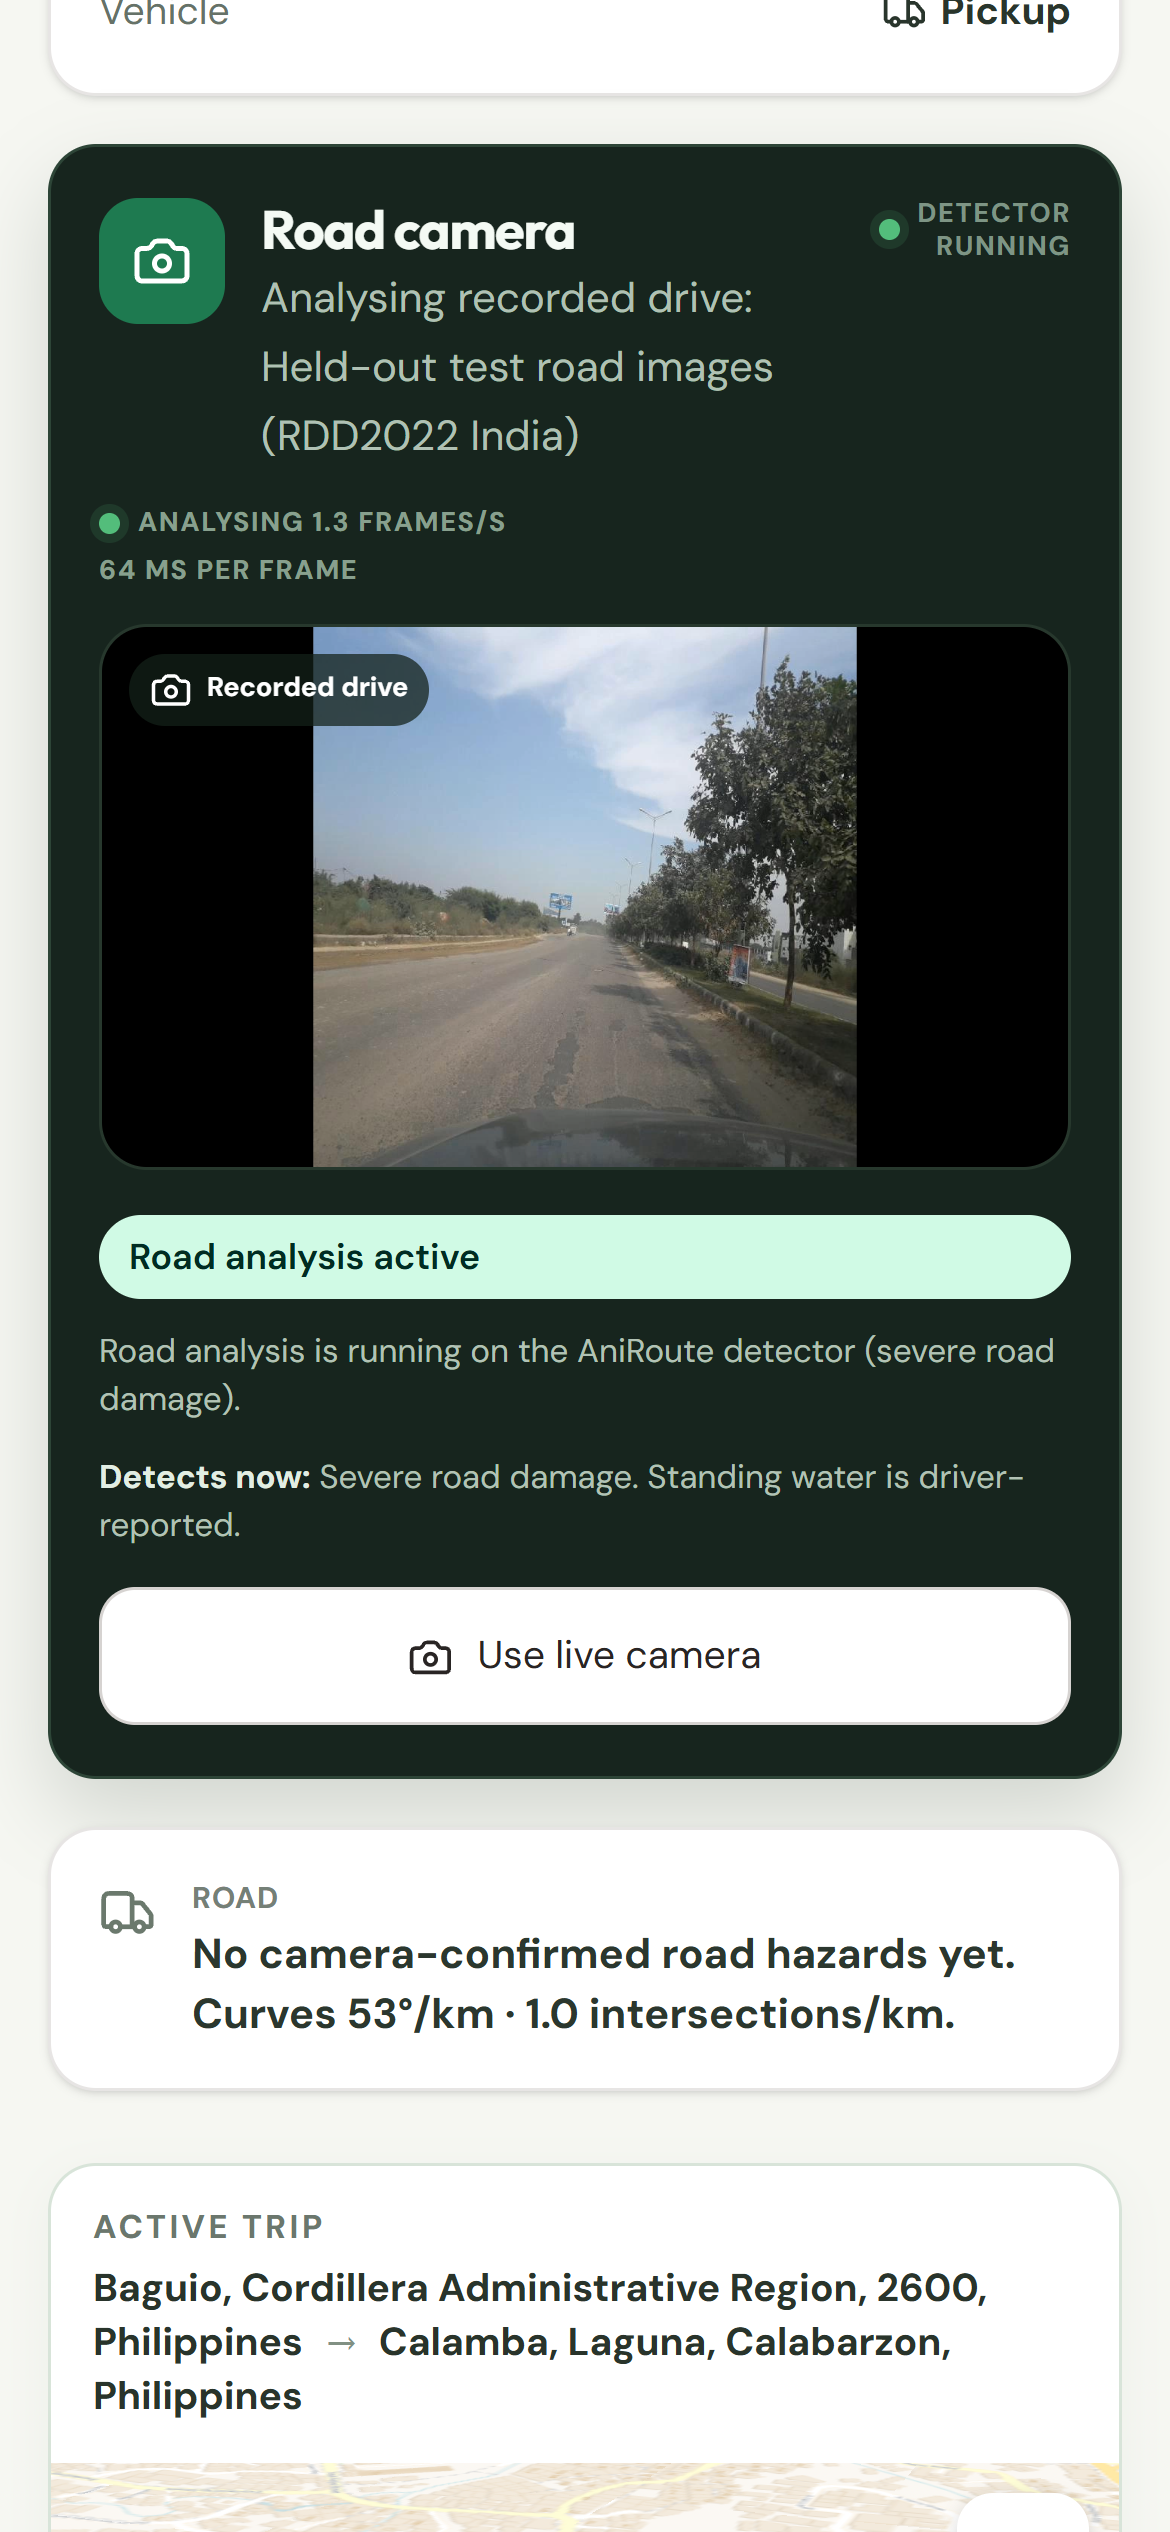 Vehicle
Pickup
Road camera
DETECTOR
RUNNING
Analysing recorded drive:
Held-out test road images
(RDD2022 India)
ANALYSING 1.3 FRAMES/S
64 MS PER FRAME
Recorded drive
Road analysis active
Road analysis is running on the AniRoute detector (severe road
damage).
Detects now: Severe road damage. Standing water is driver-
reported.
Use live camera
ROAD
No camera-confirmed road hazards yet.
Curves 53°/km · 1.0 intersections/km.
ACTIVE TRIP
Baguio, Cordillera Administrative Region, 2600,
Philippines → Calamba, Laguna, Calabarzon,
Philippines